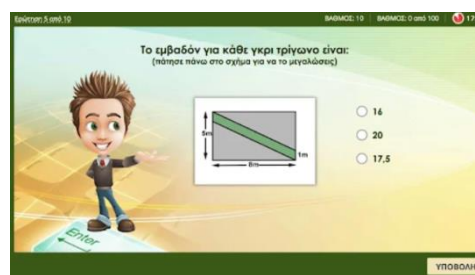 Ερώτηση 5 από 10
ΒΑΘΜΟΣ: 10 ΒΑΘΜΟΣ: 0 από 100 17
Το εμβαδόν για κάθε γκρι τρίγωνο είναι:
(πάτησε πάνω στο σχήμα για να το μεγαλώσεις)
16
5m
20
1m
8m
17,5
Enter
ΥΠΟΒΟΛΗ